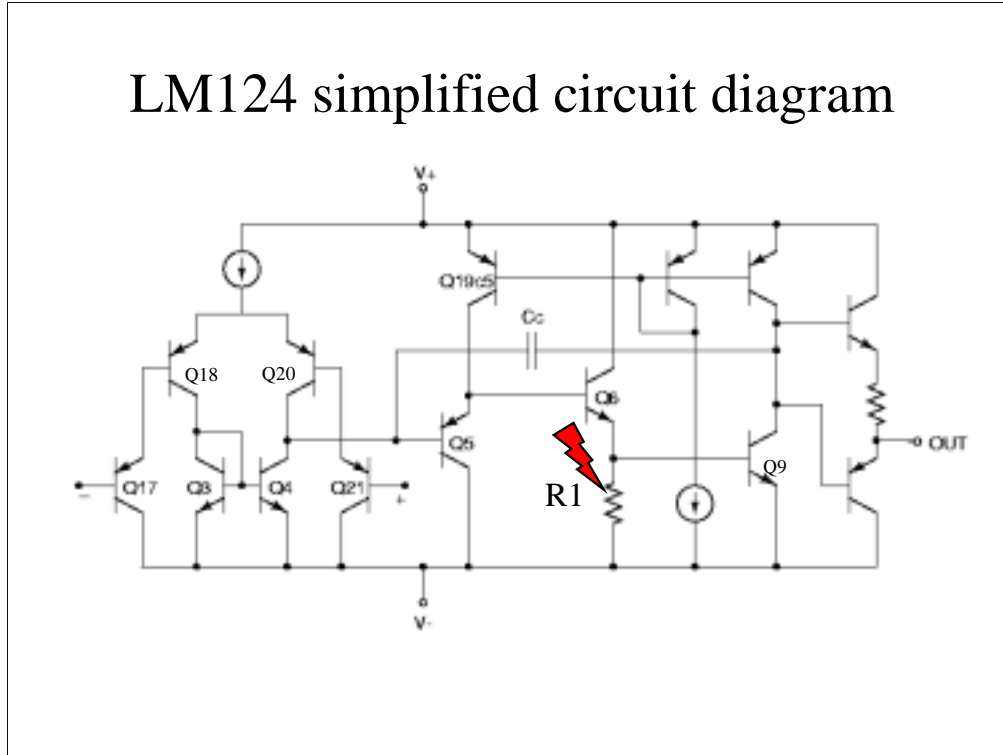 LM124 simplified circuit diagram
V+
Q19c5
Cc
Q18
Q20
Q6
Q5
Q9
OUT
−
Q17
Q3
Q4
Q21
+
R1
V-